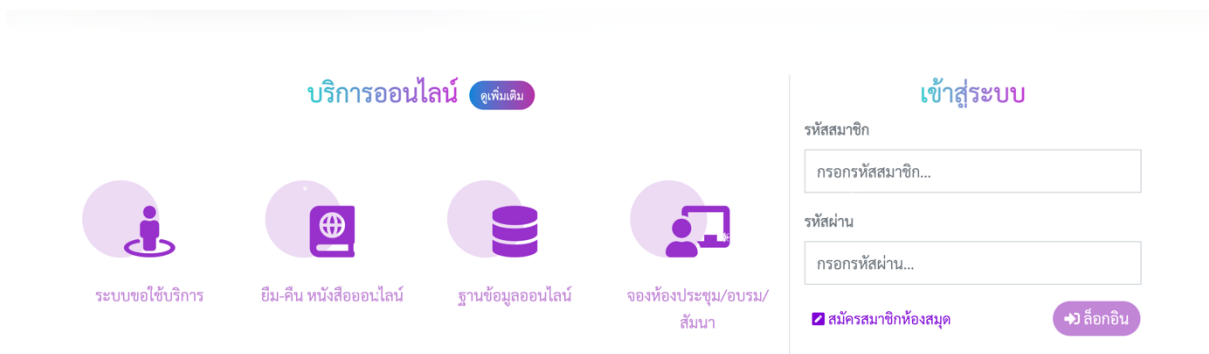 บริการออนไลน์ ดูเพิ่มเติม
ระบบขอใช้บริการ
ยืม-คืน หนังสือออนไลน์
ฐานข้อมูลออนไลน์
จองห้องประชุม/อบรม/
สัมนา
เข้าสู่ระบบ
รหัสสมาชิก
กรอกรหัสสมาชิก...
รหัสผ่าน
กรอกรหัสผ่าน...
สมัครสมาชิกห้องสมุด
ล็อกอิน